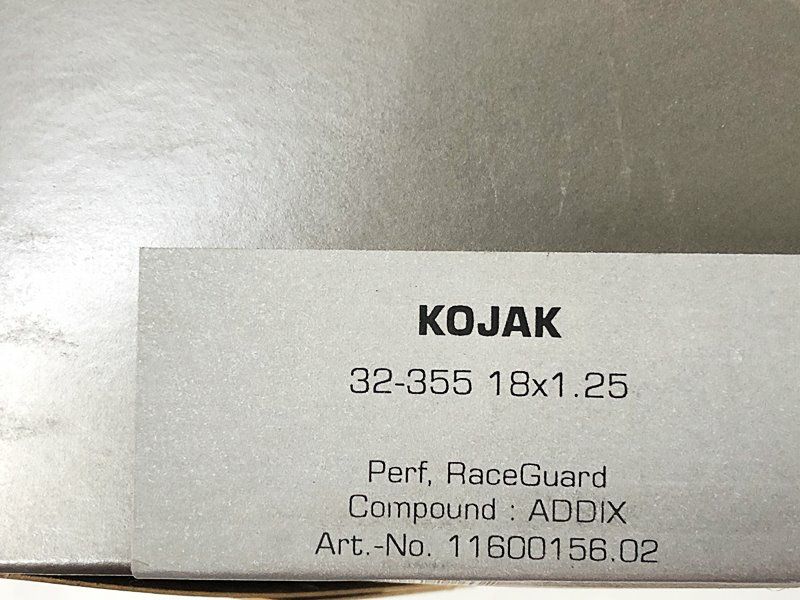 KOJAK
32-355 18x1.25
Perf, RaceGuard
Compound : ADDIX
Art.-No. 11600156.02